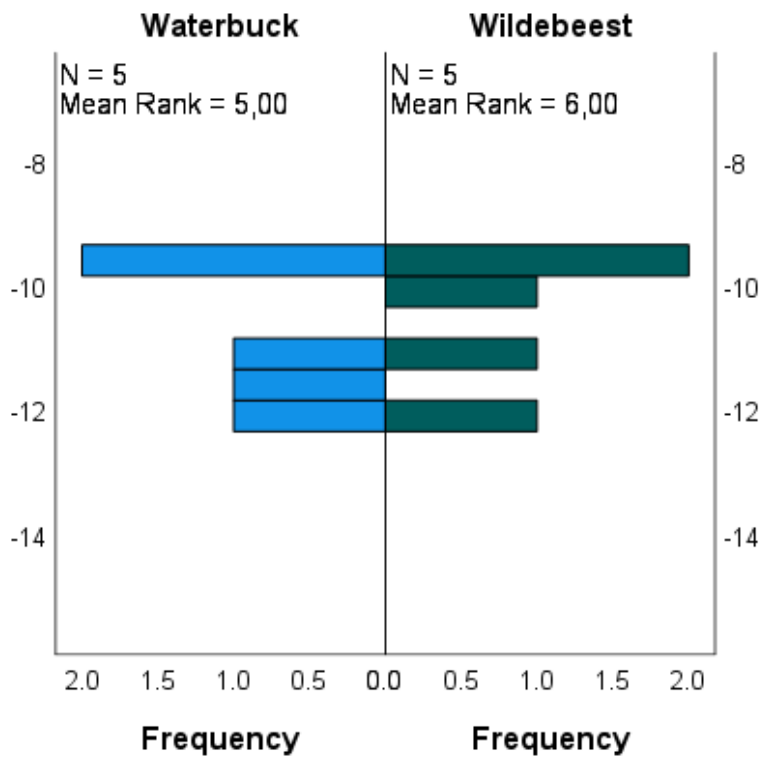 Waterbuck Wildebeest
N = 5 N = 5
Mean Rank = 5,00 Mean Rank = 6,00
-8 -8
-10 -10
-12 -12
-14 -14
2.0 1.5 1.0 0.5 0.0 0.5 1.0 1.5 2.0
Frequency Frequency